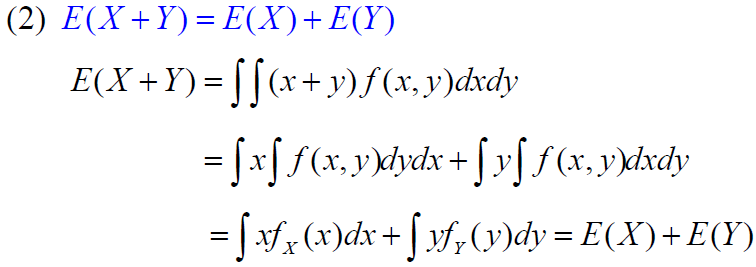 (2) E(X+Y) = E(X) + E(Y)
E(X+Y) = ∫∫(x+y) f(x,y)dxdy
= ∫x∫ f(x,y)dydx + ∫y∫ f(x,y)dxdy
= ∫xf_X(x)dx + ∫yf_Y(y)dy = E(X) + E(Y)